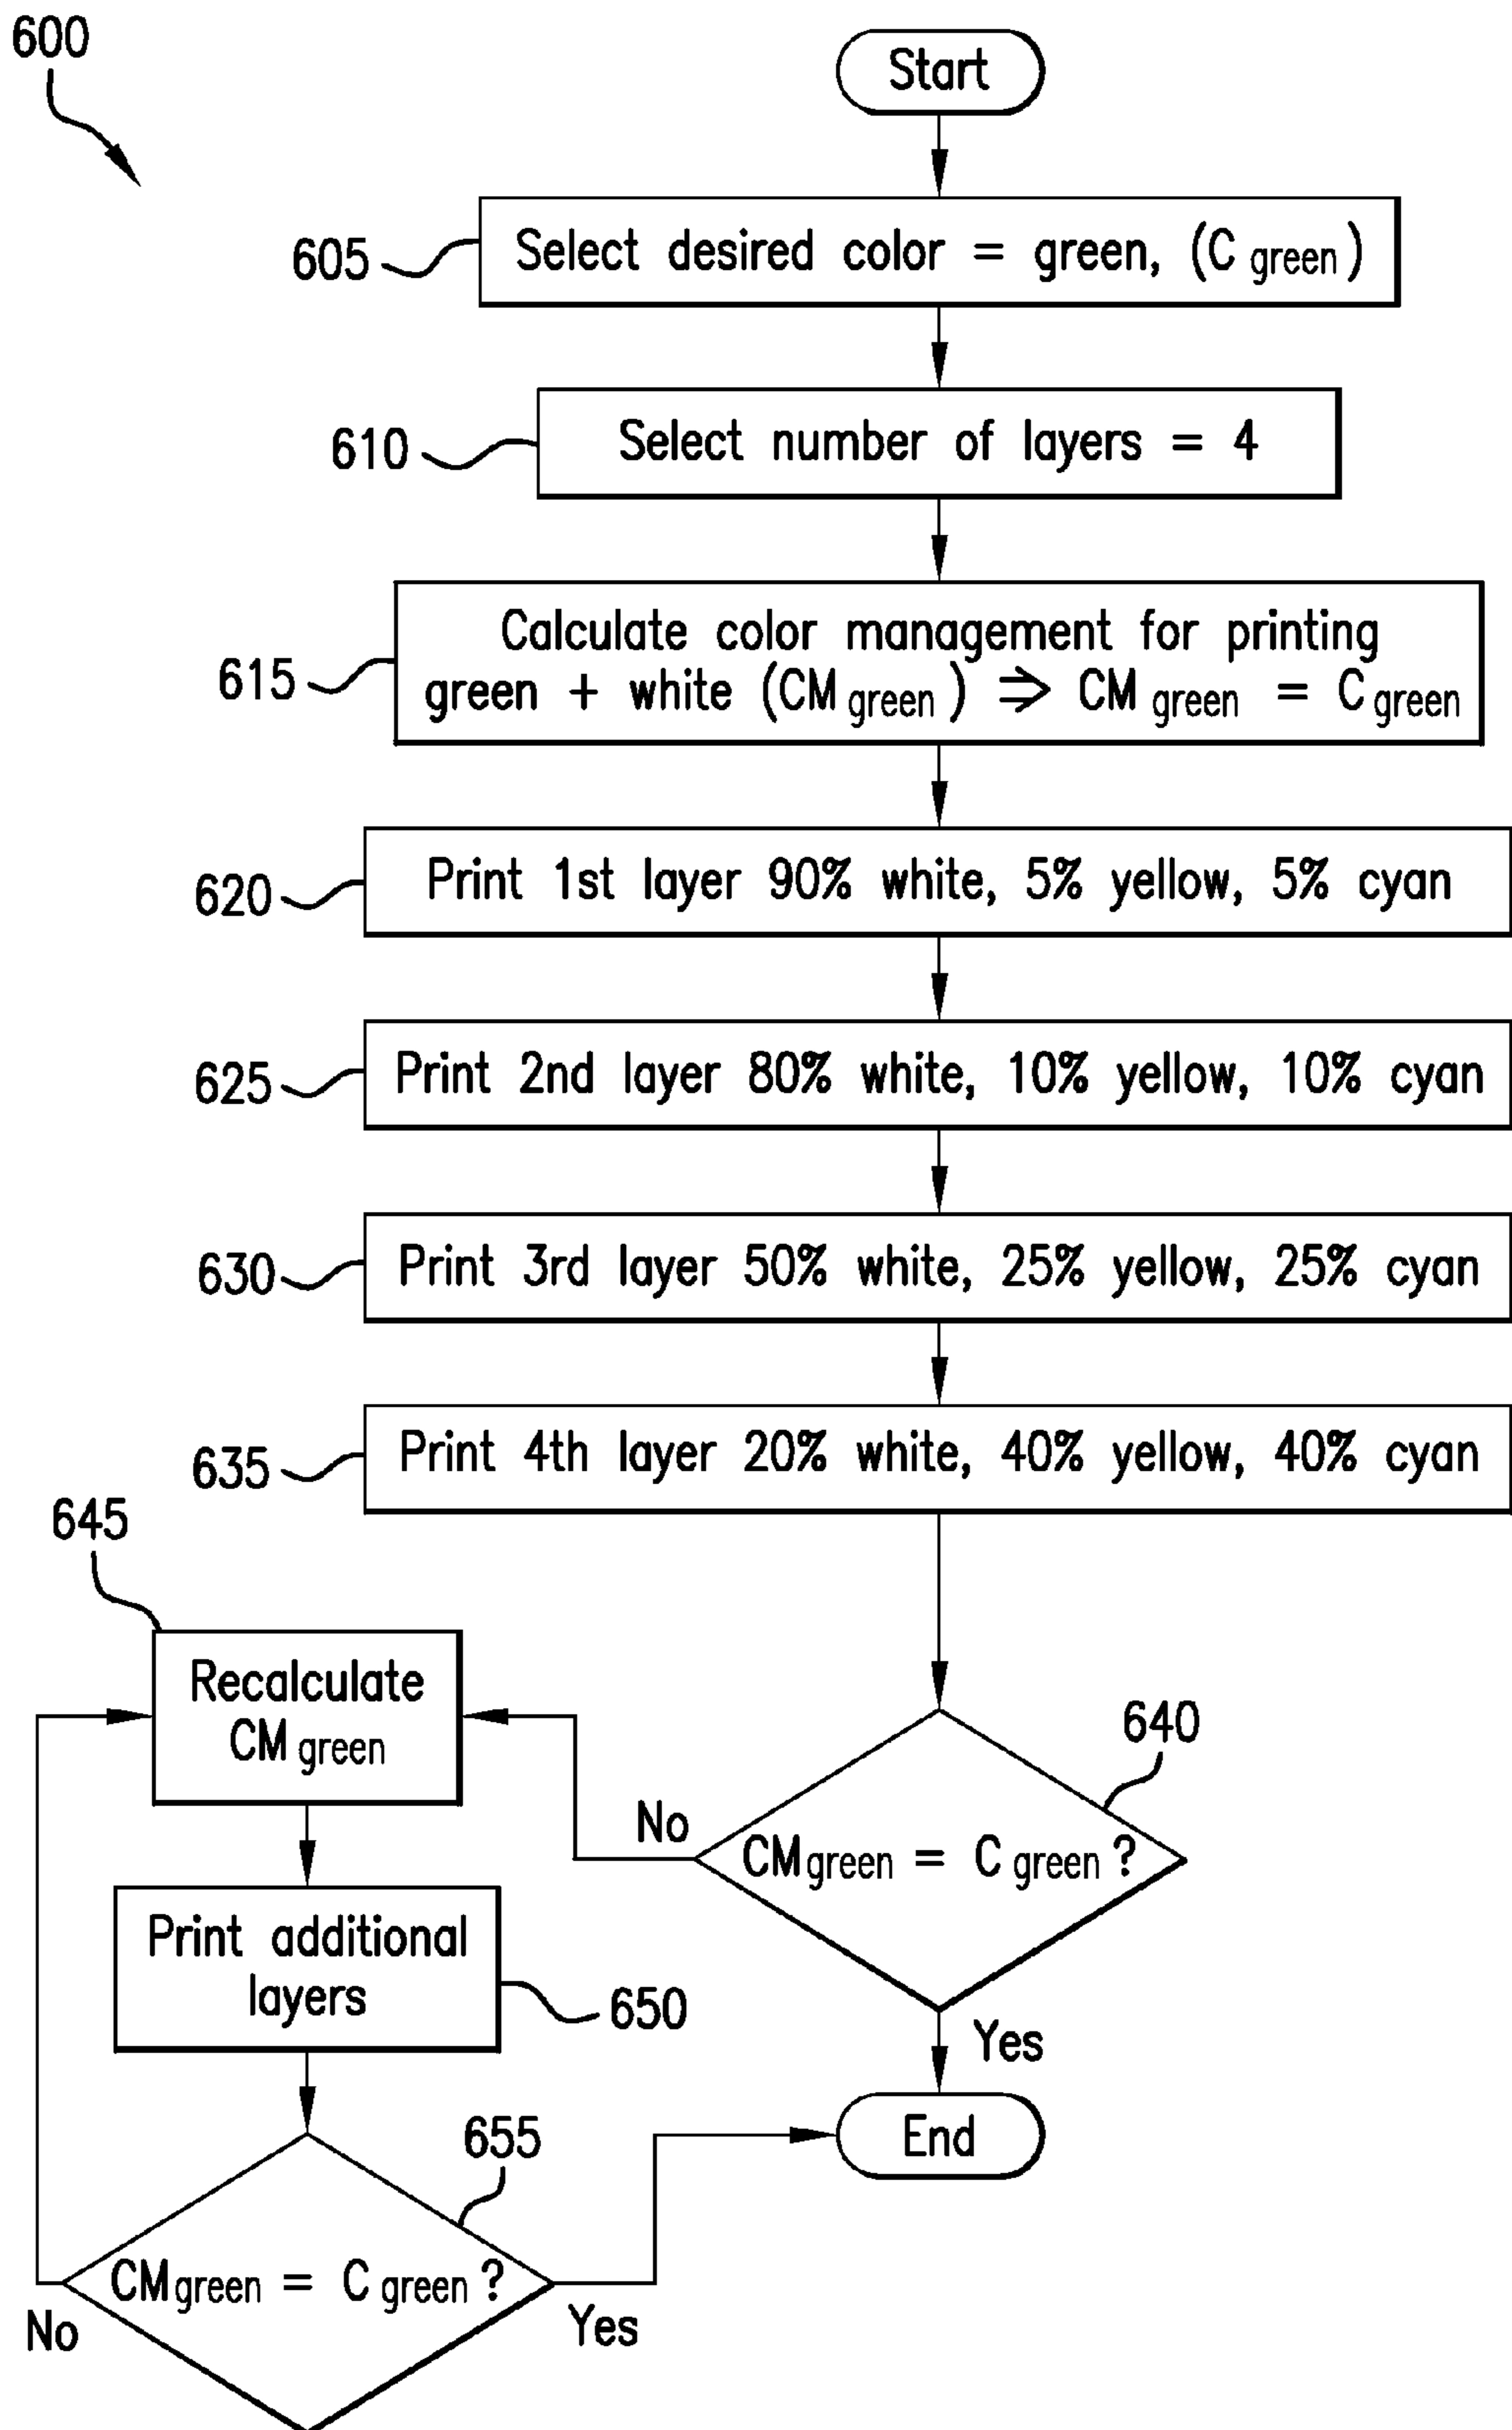 600
Start
605
Select desired color = green, (C green)
610
Select number of layers = 4
615
Calculate color management for printing
green + white (CM green) ⇒ CM green = C green
620
Print 1st layer 90% white, 5% yellow, 5% cyan
625
Print 2nd layer 80% white, 10% yellow, 10% cyan
630
Print 3rd layer 50% white, 25% yellow, 25% cyan
635
Print 4th layer 20% white, 40% yellow, 40% cyan
645
Recalculate
CM green
640
No
CM green = C green ?
Print additional
layers
650
Yes
End
655
CM green = C green ?
No
Yes